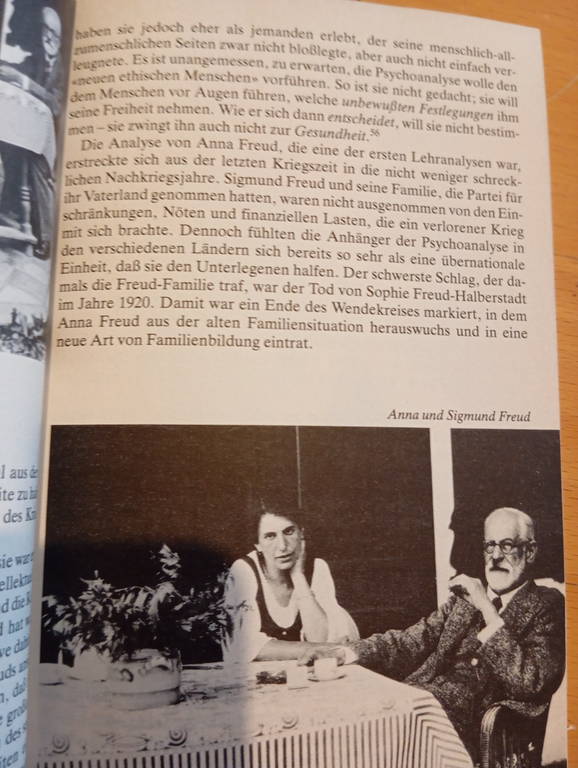 haben sie jedoch eher als jemanden erlebt, der seine menschlich-all-
zumenschlichen Seiten zwar nicht bloßlegte, aber auch nicht einfach ver-
leugnete. Es ist unangemessen, zu erwarten, die Psychoanalyse wolle den
«neuen ethischen Menschen» vorführen. So ist sie nicht gedacht; sie will
dem Menschen vor Augen führen, welche unbewußten Festlegungen ihm
seine Freiheit nehmen. Wie er sich dann entscheidet, will sie nicht bestim-
men – sie zwingt ihn auch nicht zur Gesundheit.56
Die Analyse von Anna Freud, die eine der ersten Lehranalysen war,
erstreckte sich aus der letzten Kriegszeit in die nicht weniger schreck-
lichen Nachkriegsjahre. Sigmund Freud und seine Familie, die Partei für
ihr Vaterland genommen hatten, waren nicht ausgenommen von den Ein-
schränkungen, Nöten und finanziellen Lasten, die ein verlorener Krieg
mit sich brachte. Dennoch fühlten die Anhänger der Psychoanalyse in
den verschiedenen Ländern sich bereits so sehr als eine übernationale
Einheit, daß sie den Unterlegenen halfen. Der schwerste Schlag, der da-
mals die Freud-Familie traf, war der Tod von Sophie Freud-Halberstadt
im Jahre 1920. Damit war ein Ende des Wendekreises markiert, in dem
Anna Freud aus der alten Familiensituation herauswuchs und in eine
neue Art von Familienbildung eintrat.
Anna und Sigmund Freud
aus
zu
des
sie war
die
hat